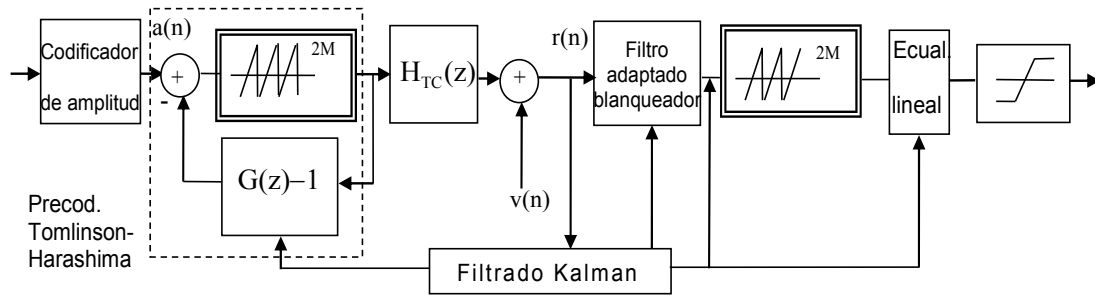 Codificador
de amplitud
a(n)
+
-
2M
G(z)–1
Precod.
Tomlinson-
Harashima
H_TC(z)
+
v(n)
r(n)
Filtro
adaptado
blanqueador
2M
Ecual.
lineal
Filtrado Kalman